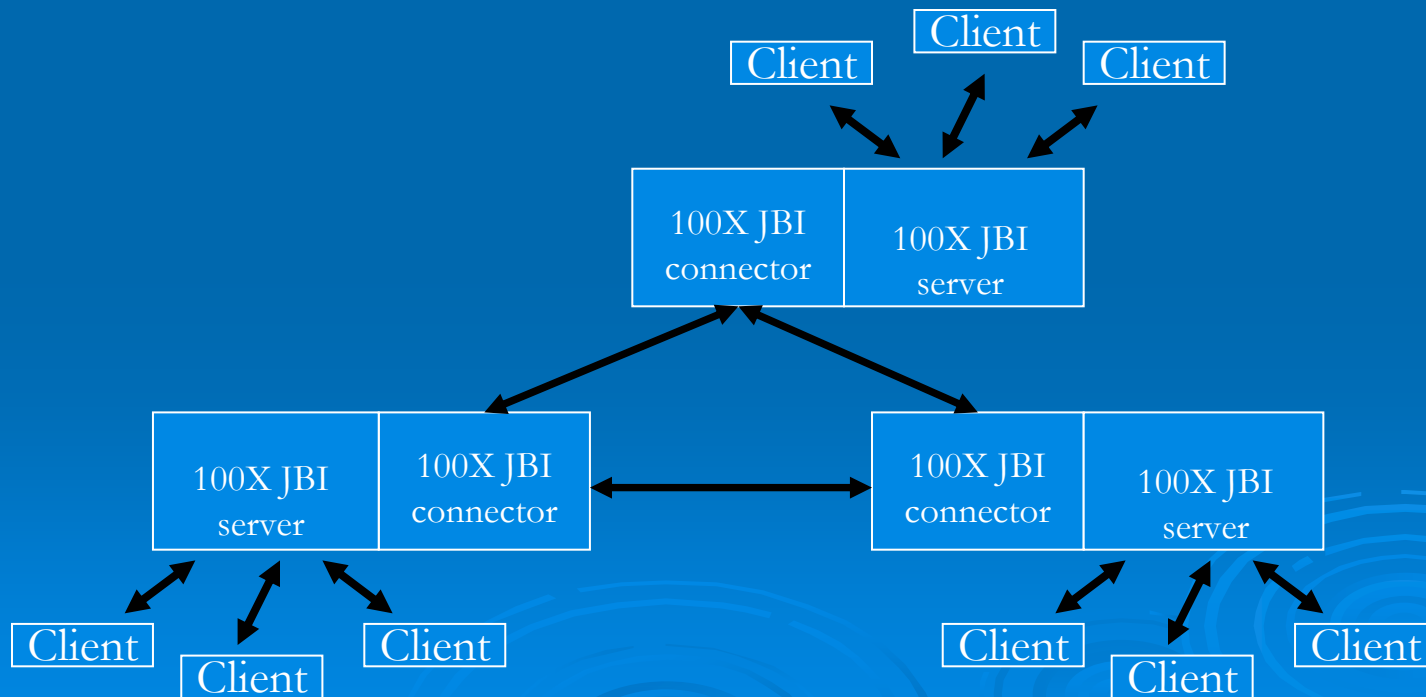 Client
Client
Client
100X JBI
connector
100X JBI
server
100X JBI
server
100X JBI
connector
100X JBI
connector
100X JBI
server
Client
Client
Client
Client
Client
Client